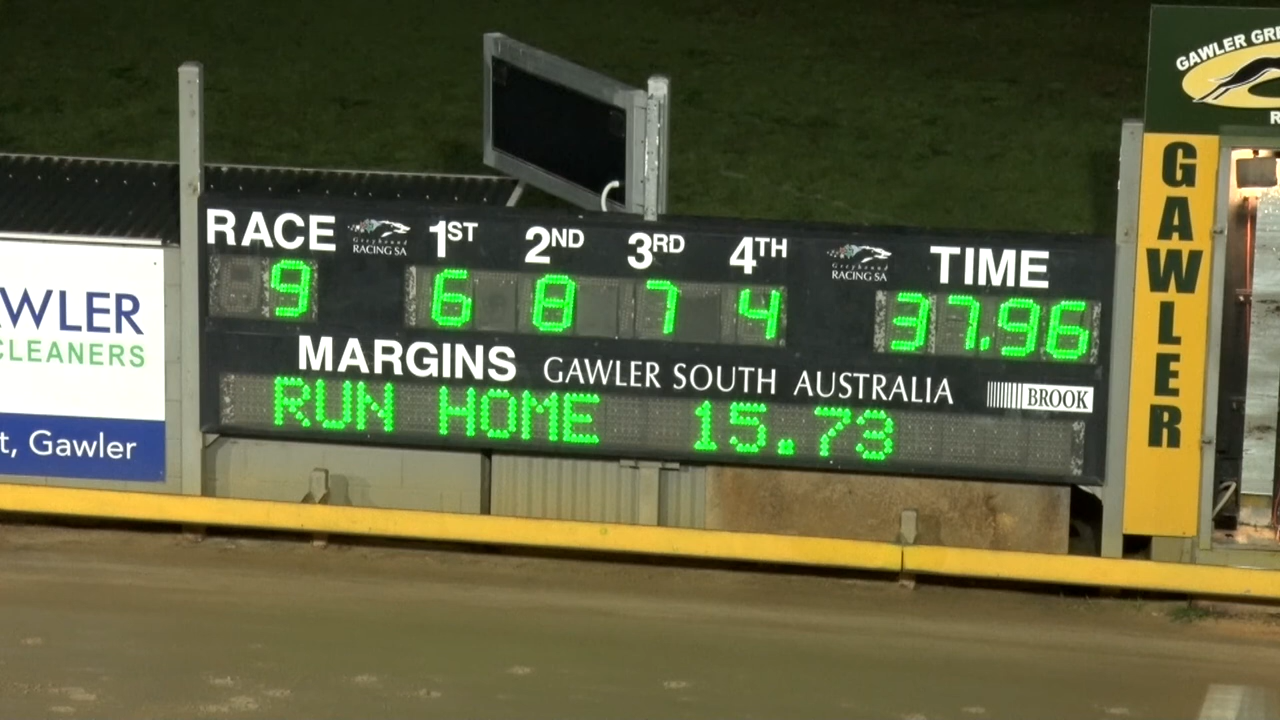 GAWLER GRE
R
GAWLER
RACE 1ST 2ND 3RD 4TH TIME
Greyhound RACING SA
Greyhound RACING SA
9 6 8 7 4 37.96
MARGINS GAWLER SOUTH AUSTRALIA BROOK
RUN HOME 15.73
AWLER
CLEANERS
t, Gawler